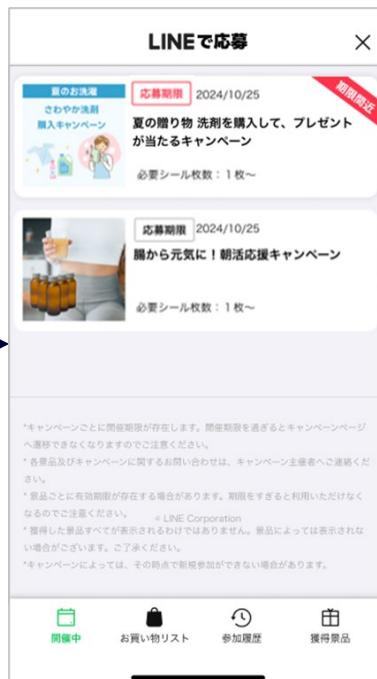 LINEで応募
夏のお洗濯
さわやか洗剤
購入キャンペーン
応募期限 2024/10/25
期限間近
夏の贈り物 洗剤を購入して、プレゼント
が当たるキャンペーン
必要シール枚数：1枚〜
応募期限 2024/10/25
腸から元気に！朝活応援キャンペーン
必要シール枚数：1枚〜
*キャンペーンごとに開催期限が存在します。開催期限を過ぎるとキャンペーンページ
へ遷移できなくなりますのでご注意ください。
* 各景品及びキャンペーンに関するお問い合わせは、キャンペーン主催者へご連絡くだ
さい。
* 景品ごとに有効期限が存在する場合があります。期限をすぎると利用いただけなく
なるのでご注意ください。
© LINE Corporation
* 獲得した景品すべてが表示されるわけではありません。景品によっては表示されな
い場合がございます。ご了承ください。
*キャンペーンによっては、その時点で新規参加ができない場合があります。
開催中
お買い物リスト
参加履歴
獲得景品